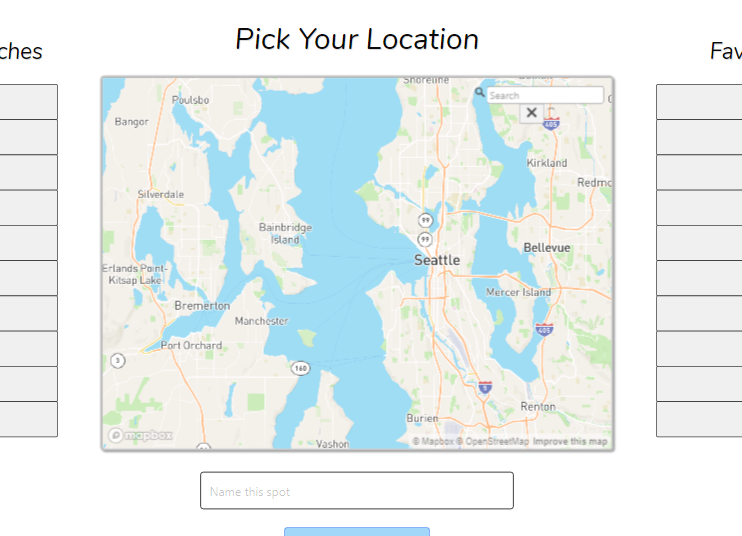 Pick Your Location
ches
Fav
Shoreline
Search
Poulsbo
Bangor
405
Kirkland
Redmo
Silverdale
99
Bainbridge
Island
99
Bellevue
Seattle
Erlands Point-
Kitsap Lake
Mercer Island
Bremerton
Manchester
405
Port Orchard
3
160
5
Renton
Burien
mapbox
Vashon
© Mapbox © OpenStreetMap Improve this map
Name this spot